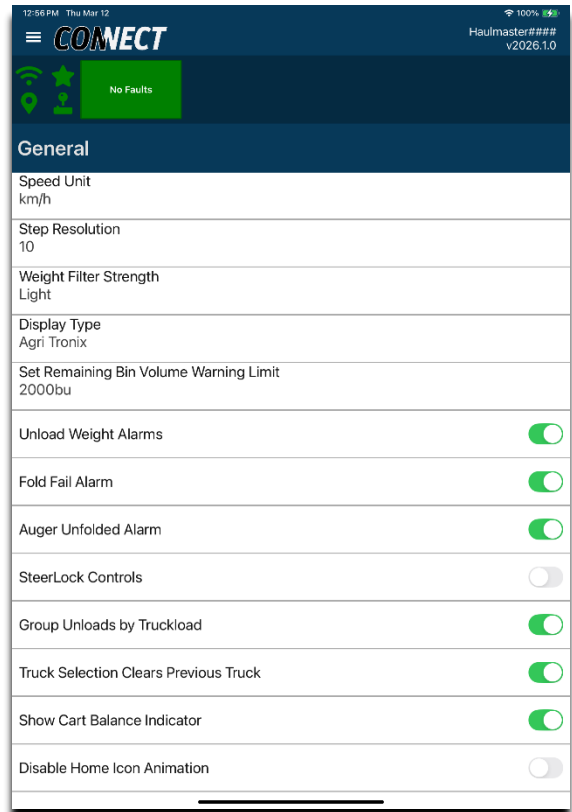 12:56 PM Thu Mar 12
100%
CONNECT
Haulmaster####
v2026.1.0
No Faults
General
Speed Unit
km/h
Step Resolution
10
Weight Filter Strength
Light
Display Type
Agri Tronix
Set Remaining Bin Volume Warning Limit
2000bu
Unload Weight Alarms
Fold Fail Alarm
Auger Unfolded Alarm
SteerLock Controls
Group Unloads by Truckload
Truck Selection Clears Previous Truck
Show Cart Balance Indicator
Disable Home Icon Animation